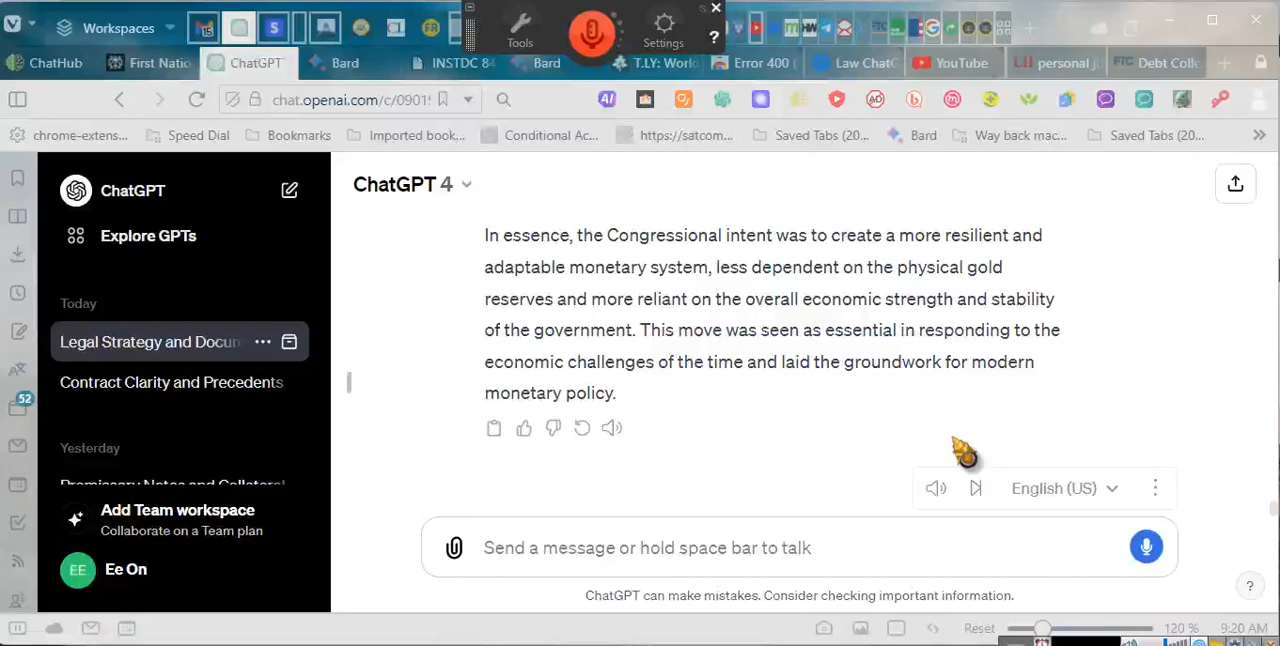 Workspaces
Tools
Settings
?
ChatHub
First Natio
ChatGPT
Bard
INSTDC 84
Bard
T.LY: Worl
Error 400 (
Law ChatG
YouTube
personal ju
Debt Colle
chat.openai.com/c/0901
chrome-extens...
Speed Dial
Bookmarks
Imported book...
Conditional Ac...
https://satcom...
Saved Tabs (20...
Bard
Way back mac...
Saved Tabs (20...
ChatGPT
Explore GPTs
Today
Legal Strategy and Docum
Contract Clarity and Precedents
Yesterday
Promissory Notes and Collateral
Add Team workspace
Collaborate on a Team plan
EE
Ee On
52
ChatGPT 4
In essence, the Congressional intent was to create a more resilient and
adaptable monetary system, less dependent on the physical gold
reserves and more reliant on the overall economic strength and stability
of the government. This move was seen as essential in responding to the
economic challenges of the time and laid the groundwork for modern
monetary policy.
English (US)
Send a message or hold space bar to talk
ChatGPT can make mistakes. Consider checking important information.
?
Reset
120 %
9:20 AM